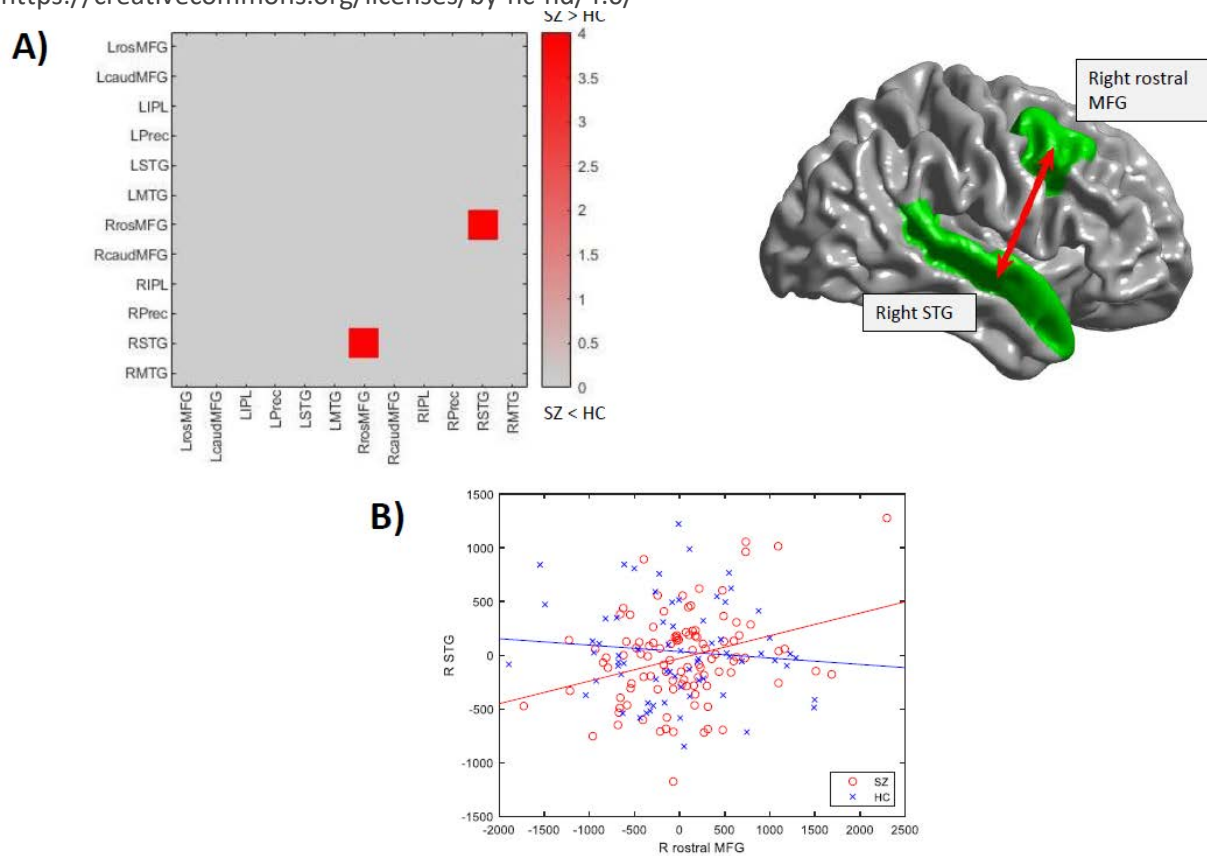 https://creativecommons.org/licenses/by-nc-nd/4.0/
A)
SZ > HC
LrosMFG
LcaudMFG
LIPL
LPrec
LSTG
LMTG
RrosMFG
RcaudMFG
RIPL
RPrec
RSTG
RMTG
LrosMFG
LcaudMFG
LIPL
LPrec
LSTG
LMTG
RrosMFG
RcaudMFG
RIPL
RPrec
RSTG
RMTG
4
3.5
3
2.5
2
1.5
1
0.5
0
SZ < HC
Right rostral
MFG
Right STG
B)
1500
1000
500
0
-500
-1000
-1500
R STG
-2000 -1500 -1000 -500 0 500 1000 1500 2000 2500
R rostral MFG
SZ
HC